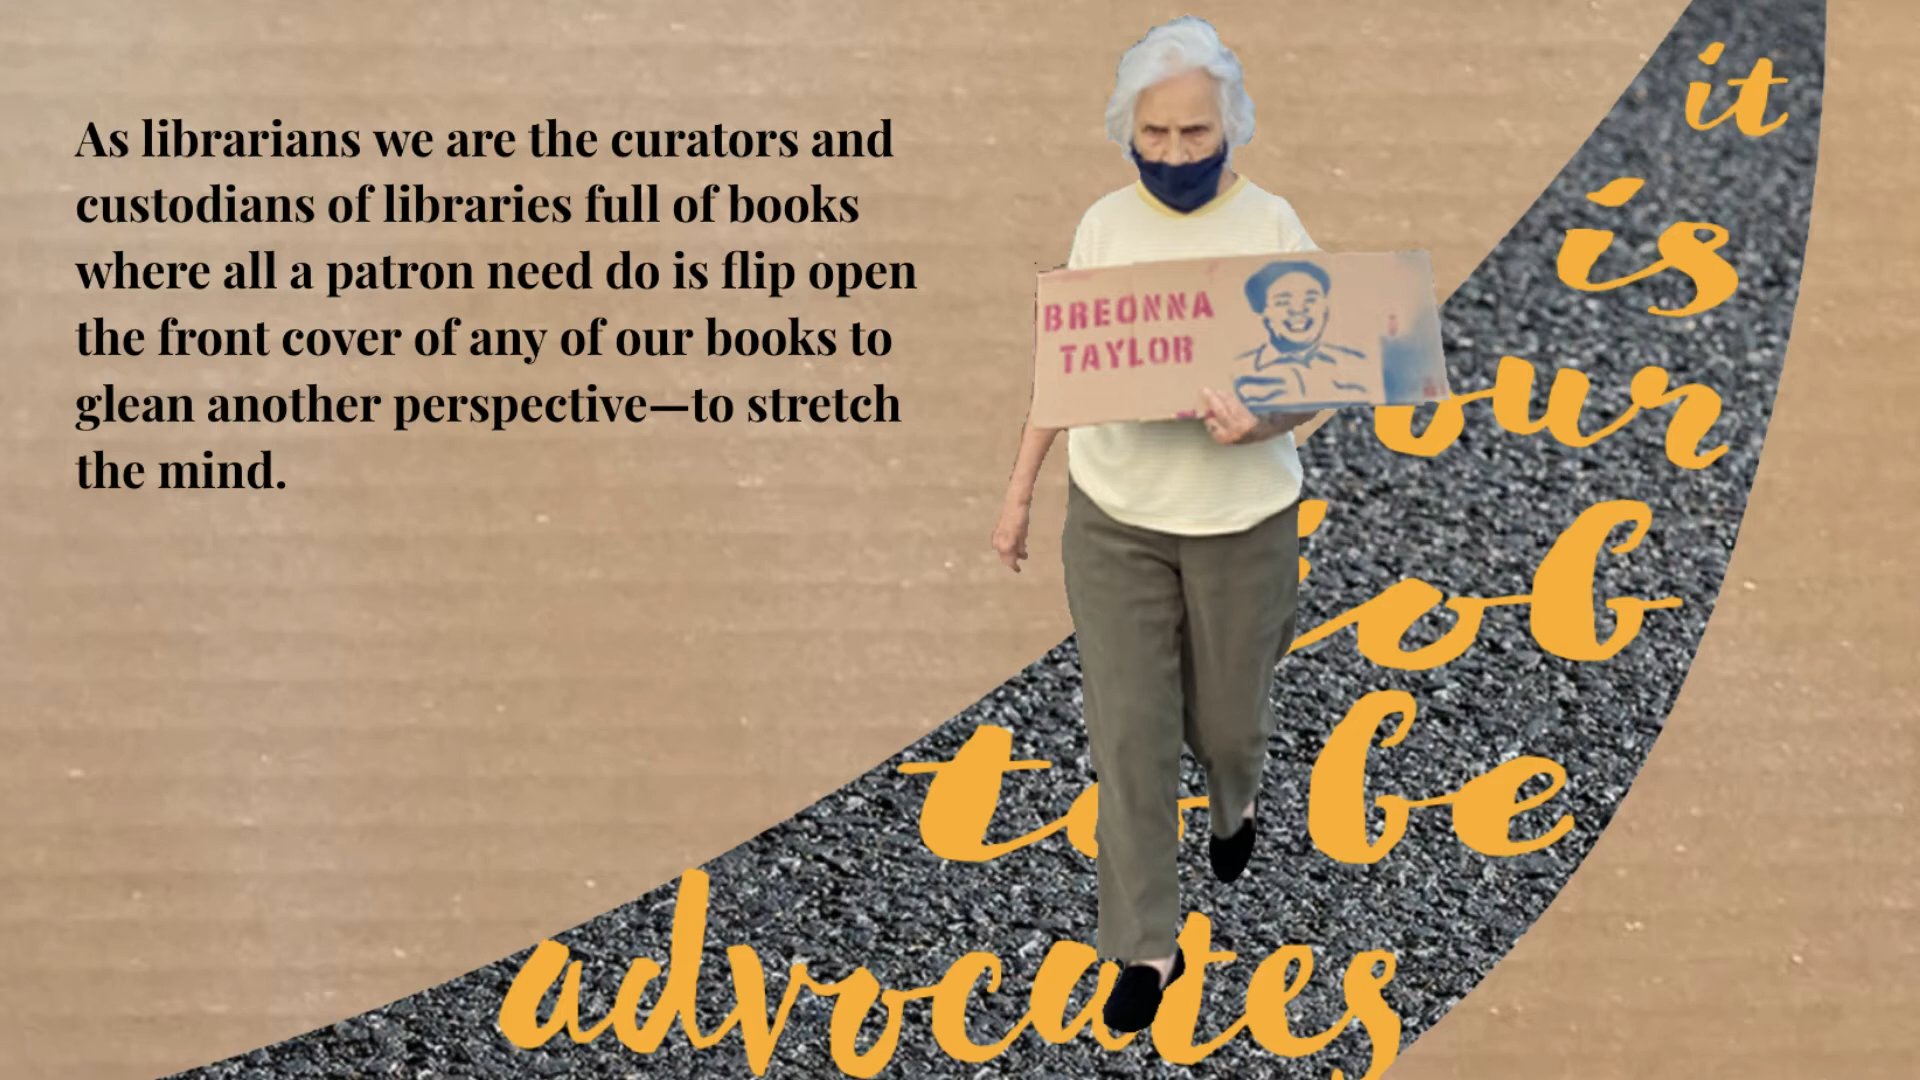 As librarians we are the curators and
custodians of libraries full of books
where all a patron need do is flip open
the front cover of any of our books to
glean another perspective—to stretch
the mind.
BREONNA
TAYLOR
it
is
our
job
to be
advocates